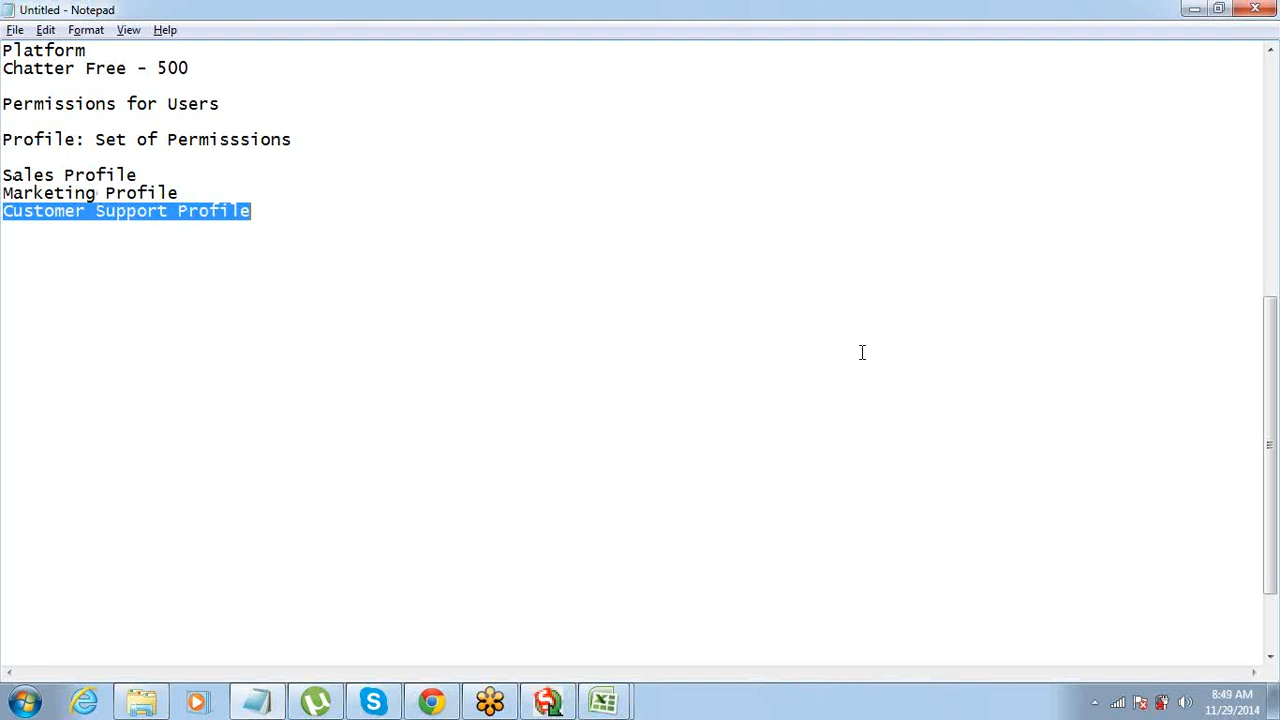 Untitled - Notepad
File Edit Format View Help
Platform
Chatter Free - 500
Permissions for Users
Profile: Set of Permisssions
Sales Profile
Marketing Profile
Customer Support Profile
8:49 AM
11/29/2014